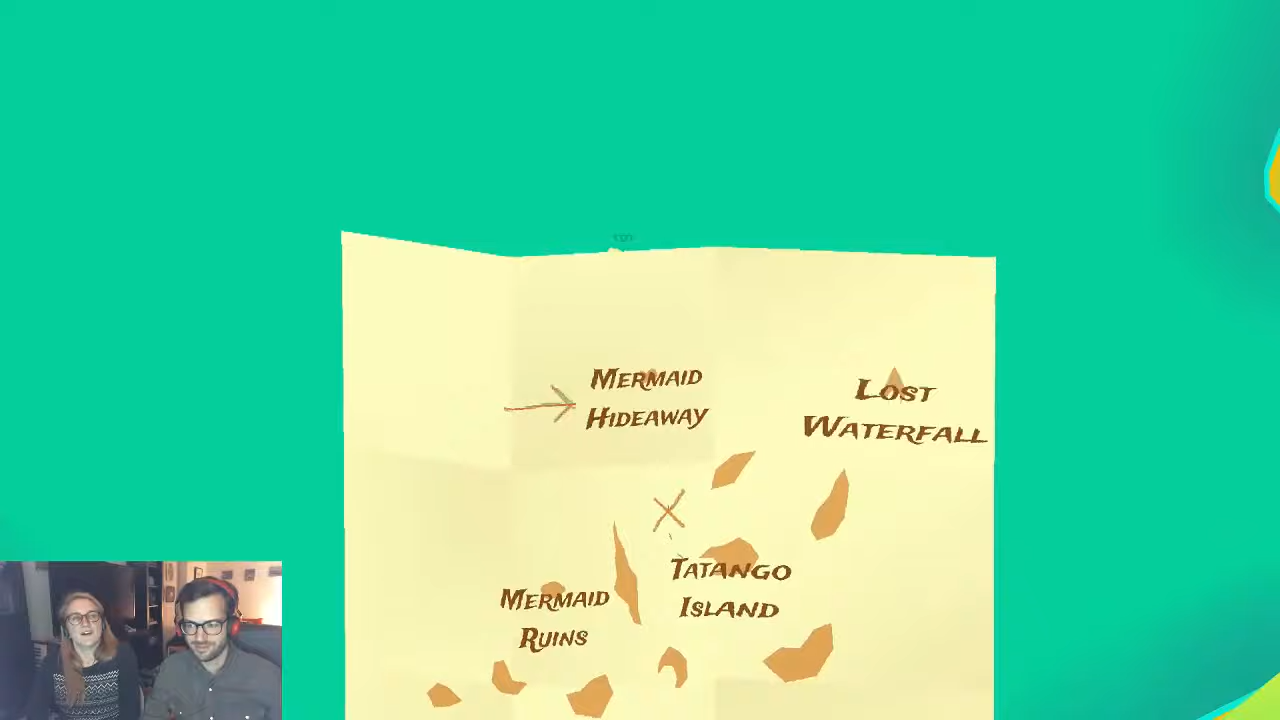 Mermaid
Hideaway
Lost
Waterfall
Tatango
Island
Mermaid
Ruins